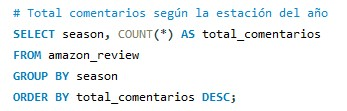 # Total comentarios según la estación del año
SELECT season, COUNT(*) AS total_comentarios
FROM amazon_review
GROUP BY season
ORDER BY total_comentarios DESC;